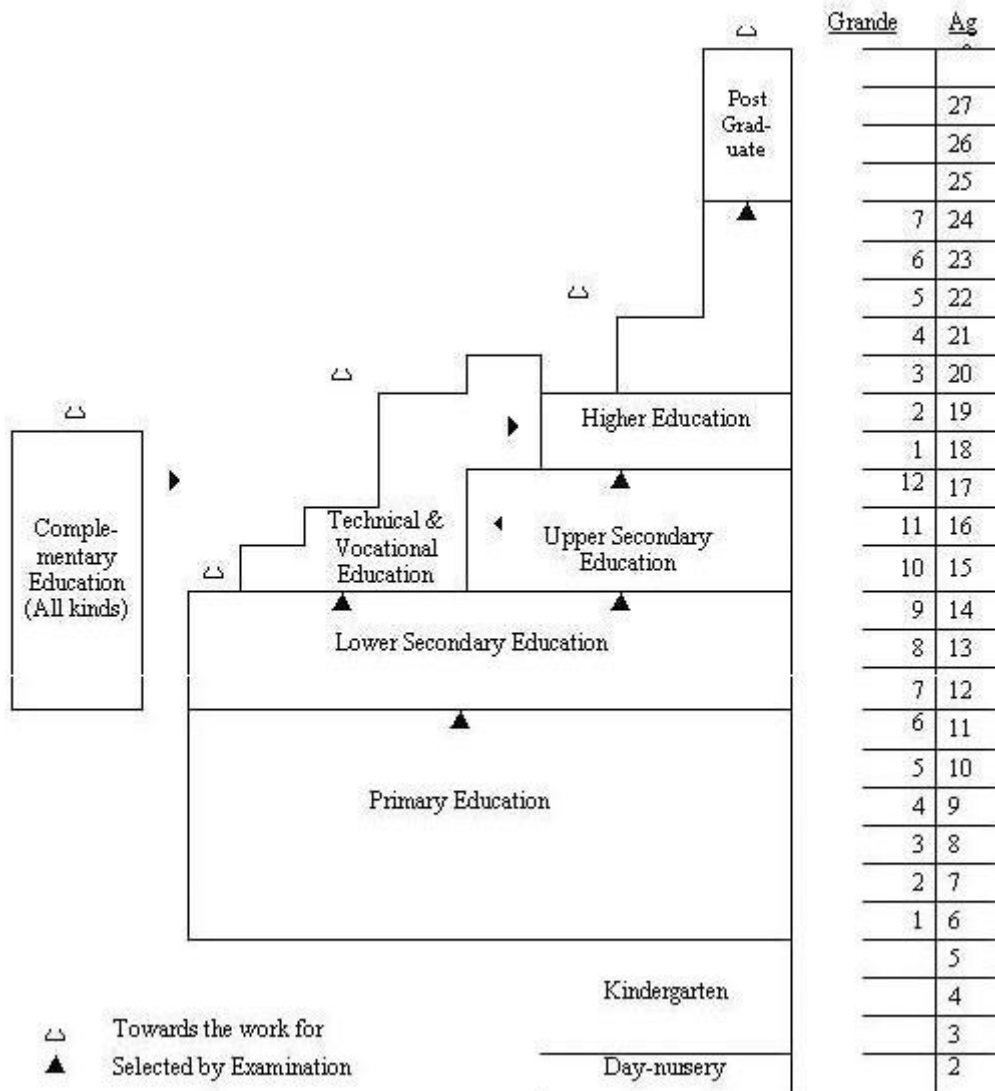 Grande Ag
Post
Grad-
uate
27
26
25
7 24
6 23
5 22
4 21
3 20
Higher Education
2 19
1 18
12 17
Comple-
mentary
Education
(All kinds)
Technical &
Vocational
Education
Upper Secondary
Education
11 16
10 15
9 14
Lower Secondary Education
8 13
7 12
6 11
5 10
Primary Education
4 9
3 8
2 7
1 6
5
Kindergarten
4
3
Day-nursery
2
Towards the work for
Selected by Examination